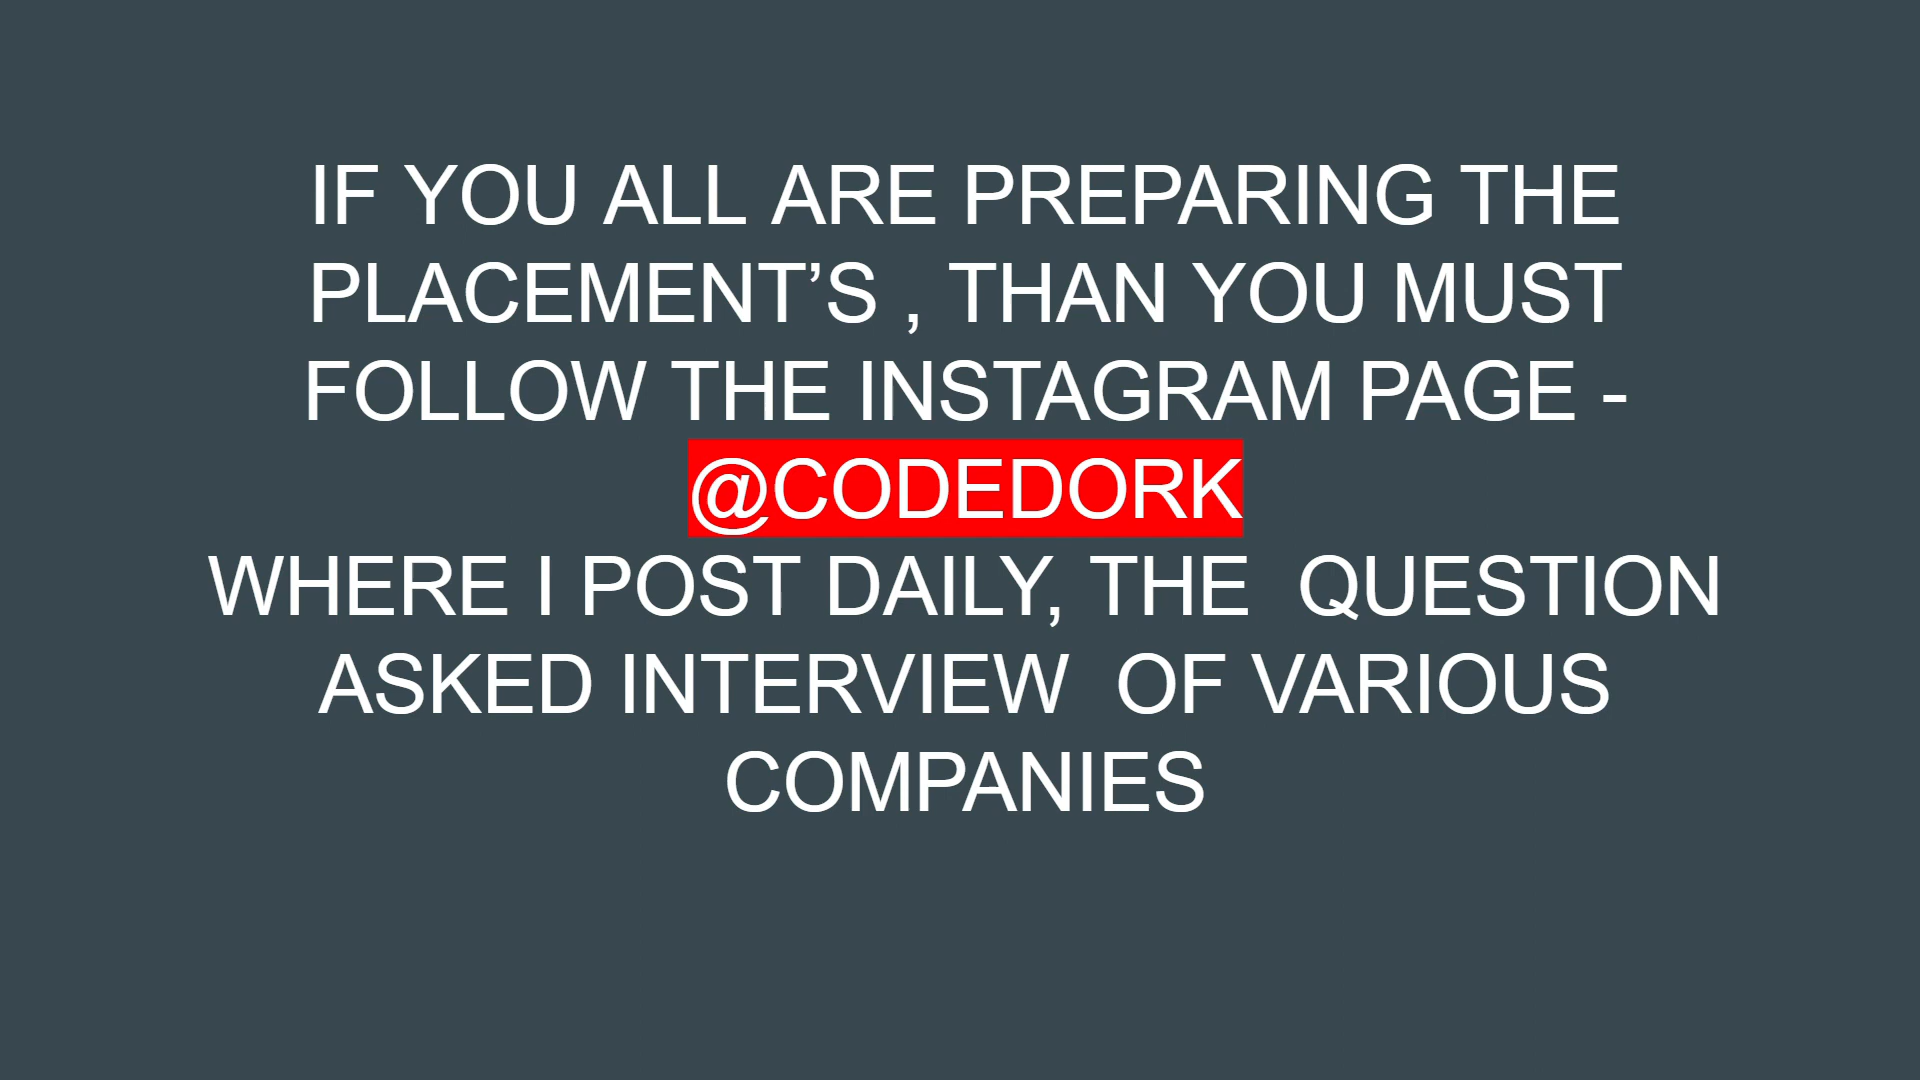 IF YOU ALL ARE PREPARING THE
PLACEMENT’S , THAN YOU MUST
FOLLOW THE INSTAGRAM PAGE -
@CODEDORK
WHERE I POST DAILY, THE  QUESTION
ASKED INTERVIEW  OF VARIOUS
COMPANIES